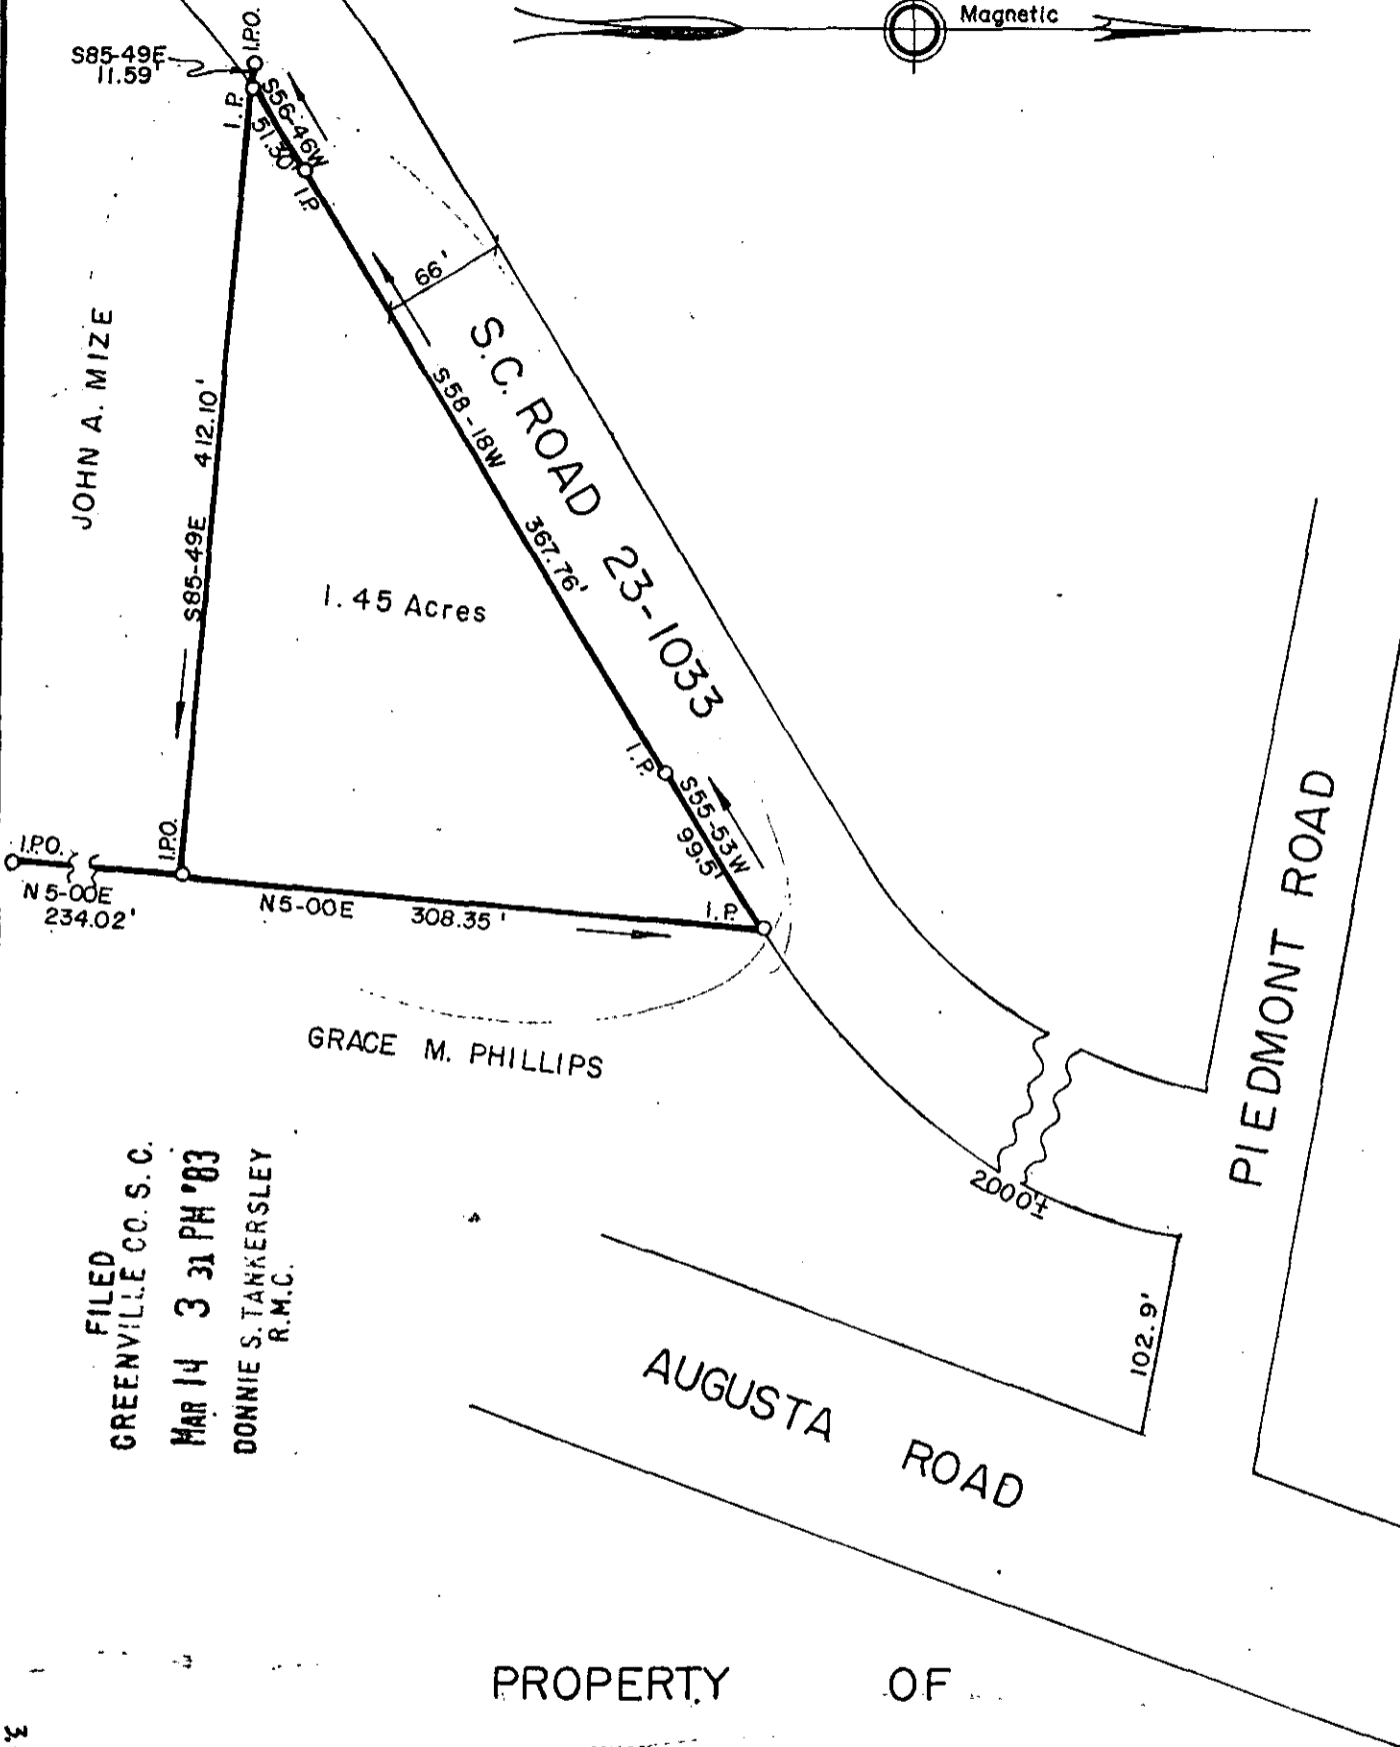 Magnetic
S85-49E
11.59'
I.P.O.
I.P.
S56-46W
51.30'
I.P.
66'
S.C. ROAD 23-1033
S58-18W
367.76'
JOHN A. MIZE
S85-49E 412.10'
1.45 Acres
I.P.
S55-53W
99.5'
I.P.O.
N5-00E
234.02'
I.P.O.
N5-00E 308.35'
I.P.
GRACE M. PHILLIPS
PIEDMONT ROAD
2000'±
102.9'
AUGUSTA ROAD
FILED
GREENVILLE CO. S. C.
MAR 14 3 31 PM '83
DONNIE S. TANKERSLEY
R.M.C.
PROPERTY OF
3.